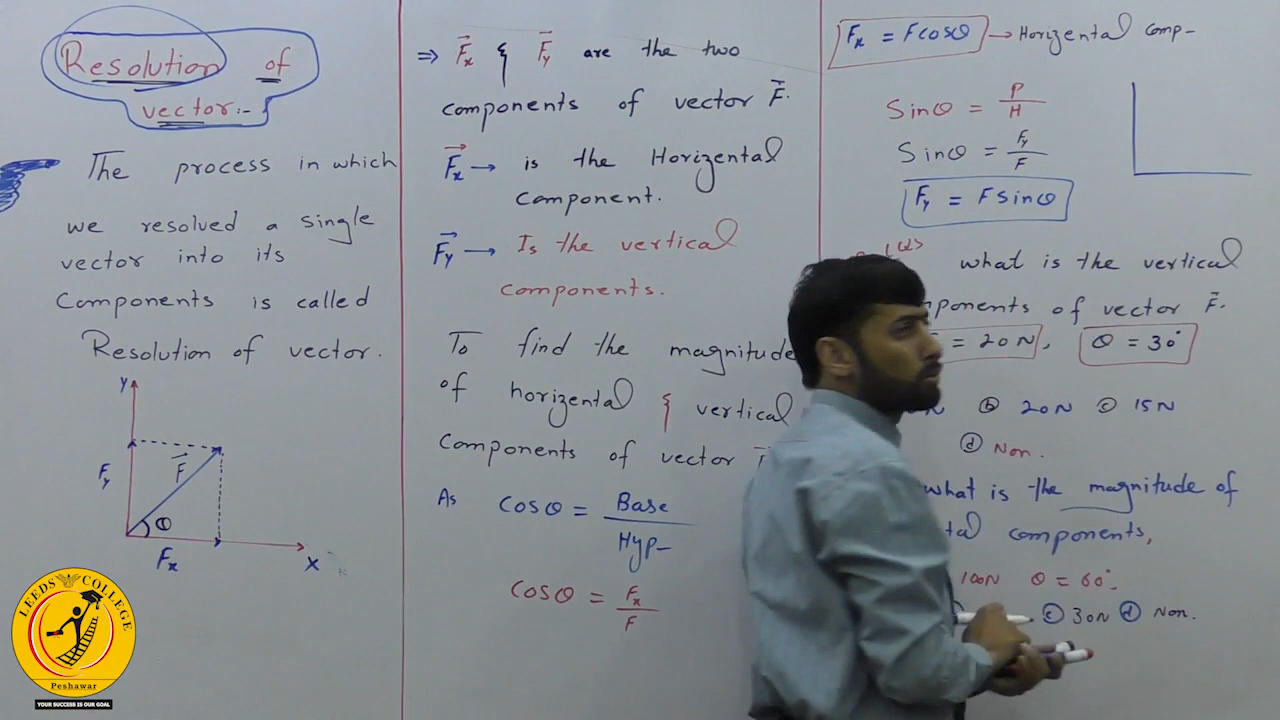 Resolution of
vector:-
The process in which
we resolved a single
vector into its
Components is called
Resolution of vector.
y
Fy
F
θ
Fx
x
⇒ Fx & Fy are the two
components of vector F.
Fx → is the Horizental
component.
Fy → Is the vertical
components.
To find the magnitude
of horizental & vertical
Components of vector
As Cosθ = Base
Hyp-
Cosθ = Fx
F
Fx = Fcosθ → Horizental comp-
Sinθ = P
H
Sinθ = Fy
F
Fy = Fsinθ
what is the vertical
ponents of vector F.
= 20N, θ = 30°
N ⓑ 20N ⓒ 15N
ⓓ Non.
what is the magnitude of
tal components,
100N θ = 60°
ⓒ 30N ⓓ Non.
LEEDS COLLEGE
Peshawar
YOUR SUCCESS IS OUR GOAL